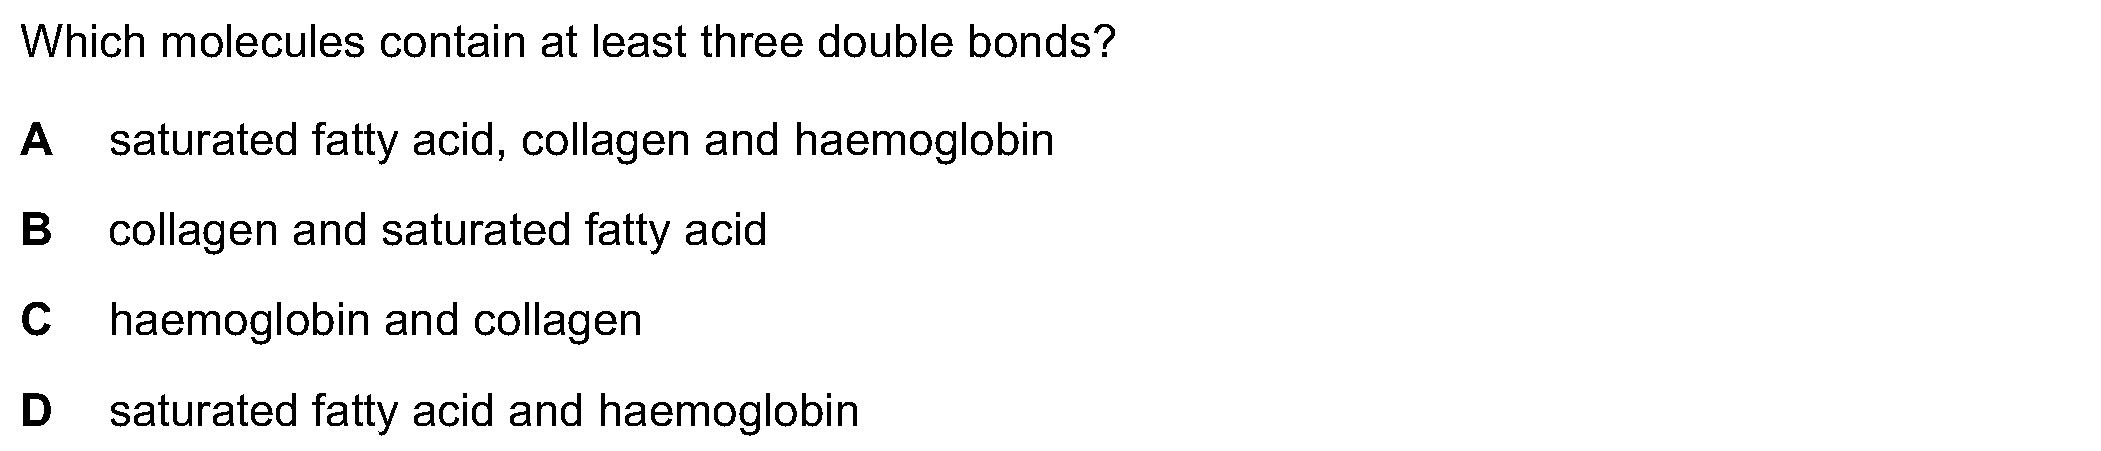 Which molecules contain at least three double bonds?
A saturated fatty acid, collagen and haemoglobin
B collagen and saturated fatty acid
C haemoglobin and collagen
D saturated fatty acid and haemoglobin